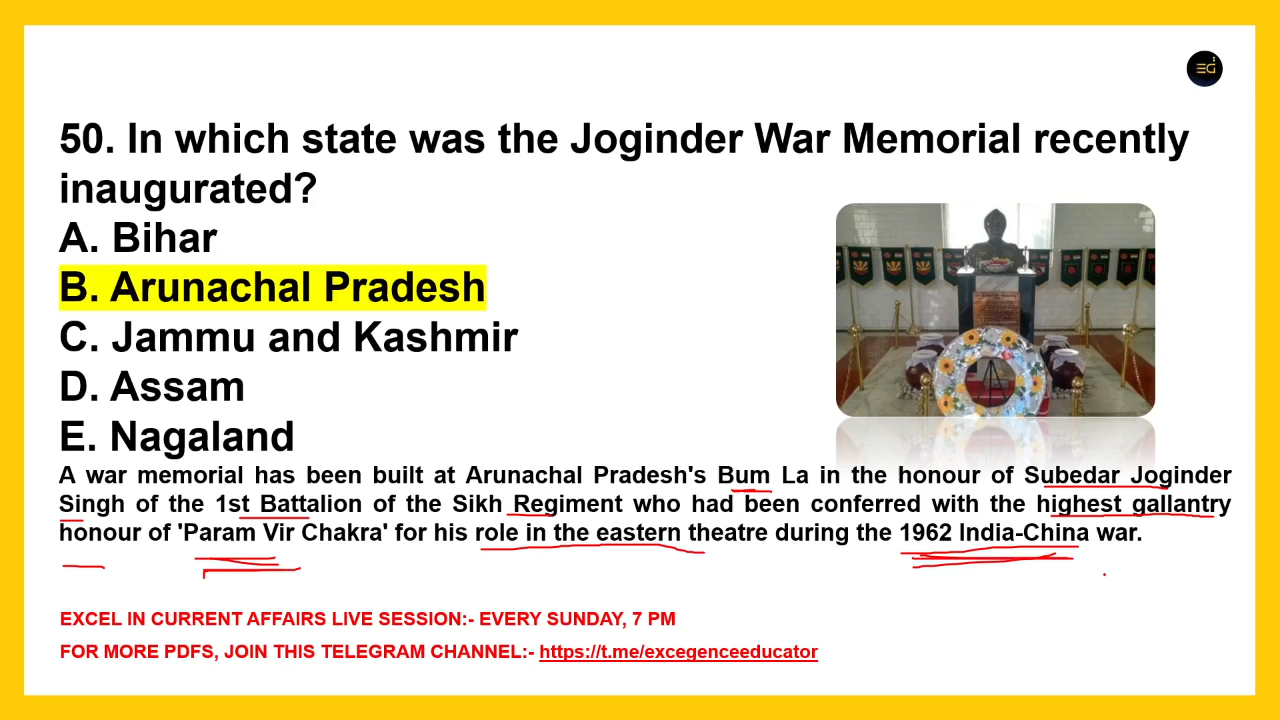 EG
50. In which state was the Joginder War Memorial recently
inaugurated?
A. Bihar
B. Arunachal Pradesh
C. Jammu and Kashmir
D. Assam
E. Nagaland
A war memorial has been built at Arunachal Pradesh's Bum La in the honour of Subedar Joginder
Singh of the 1st Battalion of the Sikh Regiment who had been conferred with the highest gallantry
honour of 'Param Vir Chakra' for his role in the eastern theatre during the 1962 India-China war.
EXCEL IN CURRENT AFFAIRS LIVE SESSION:- EVERY SUNDAY, 7 PM
FOR MORE PDFS, JOIN THIS TELEGRAM CHANNEL:- https://t.me/excegenceeducator